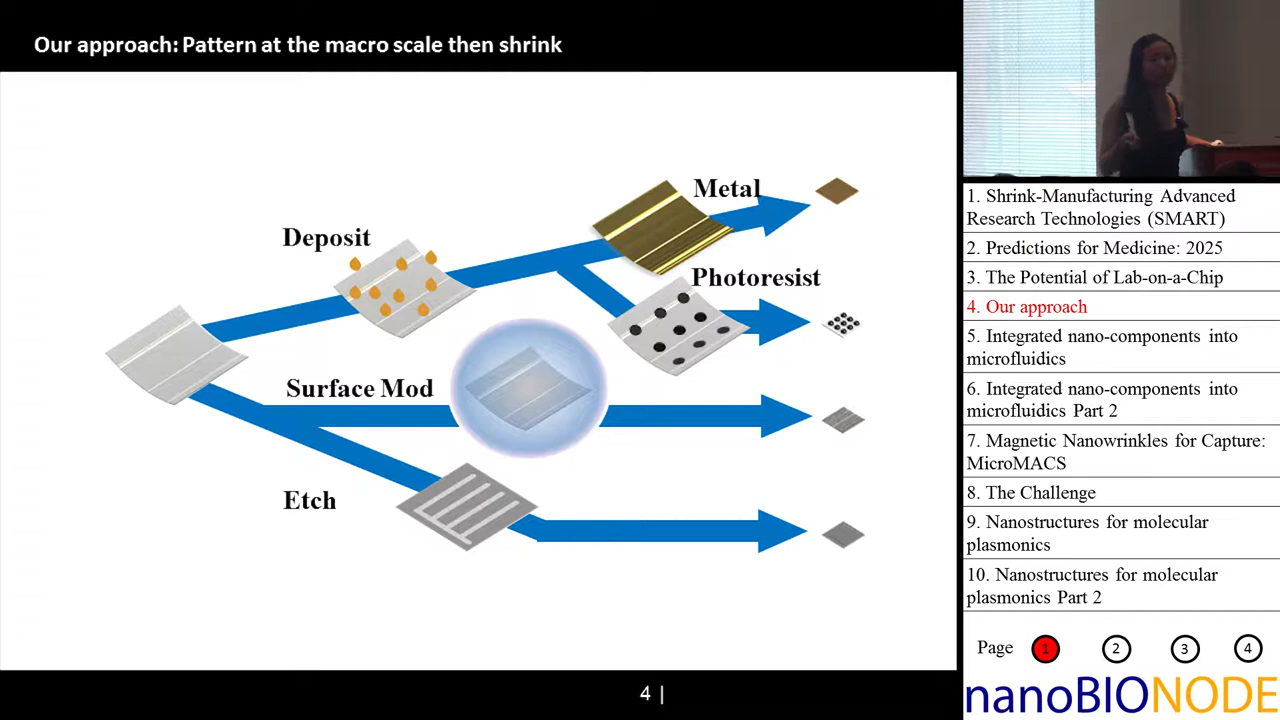 Our approach: Pattern scale then shrink
Metal
Deposit
Photoresist
Surface Mod
Etch
4 |
1. Shrink-Manufacturing Advanced
Research Technologies (SMART)
2. Predictions for Medicine: 2025
3. The Potential of Lab-on-a-Chip
4. Our approach
5. Integrated nano-components into
microfluidics
6. Integrated nano-components into
microfluidics Part 2
7. Magnetic Nanowrinkles for Capture:
MicroMACS
8. The Challenge
9. Nanostructures for molecular
plasmonics
10. Nanostructures for molecular
plasmonics Part 2
Page 1 2 3 4
nanoBIONODE